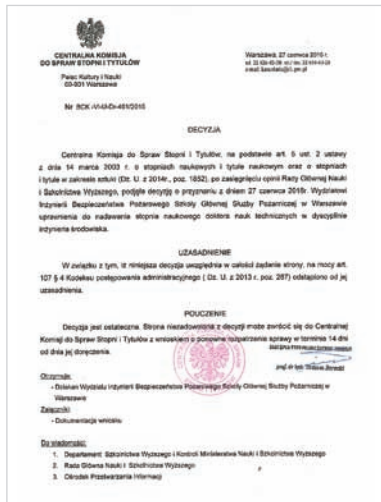 CENTRALNA KOMISJA
DO SPRAW STOPNI I TYTUŁÓW
Pałac Kultury i Nauki
00-901 Warszawa
Warszawa, 27 czerwca 2016 r.
Nr BCK
DECYZJA
Centralna Komisja do Spraw Stopni i Tytułów, na podstawie art. 5 ust. 2 ustawy
z dnia 14 marca 2003 r. o stopniach naukowych i tytule naukowym oraz o stopniach
i tytule w zakresie sztuki (Dz. U. z 2014r., poz. 1852), po zasięgnięciu opinii Rady Głównej Nauki
i Szkolnictwa Wyższego, podjęła decyzję o przyznaniu z dniem 27 czerwca 2016r. Wydziałowi
Inżynierii Bezpieczeństwa Pożarowego Szkoły Głównej Służby Pożarniczej w Warszawie
uprawnienia do nadawania stopnia naukowego doktora nauk technicznych w dyscyplinie
inżynieria środowiska.
UZASADNIENIE
W związku z tym, iż niniejsza decyzja uwzględnia w całości żądanie strony, na mocy art.
107 § 4 Kodeksu postępowania administracyjnego ( Dz. U. z 2013 r. poz. 267) odstąpiono od jej
uzasadnienia.
POUCZENIE
Decyzja jest ostateczna. Strona niezadowolona z decyzji może zwrócić się do Centralnej
Komisji do Spraw Stopni i Tytułów z wnioskiem o ponowne rozpatrzenie sprawy w terminie 14 dni
od dnia jej doręczenia.
Otrzymuje:
- Dziekan Wydziału Inżynierii Bezpieczeństwa Pożarowego Szkoły Głównej Służby Pożarniczej w
Warszawie
Załączniki:
- Dokumentacja wniosku
Do wiadomości:
1. Departament Szkolnictwa Wyższego i Kontroli Ministerstwa Nauki i Szkolnictwa Wyższego
2. Rada Główna Nauki i Szkolnictwa Wyższego
3. Ośrodek Przetwarzania Informacji